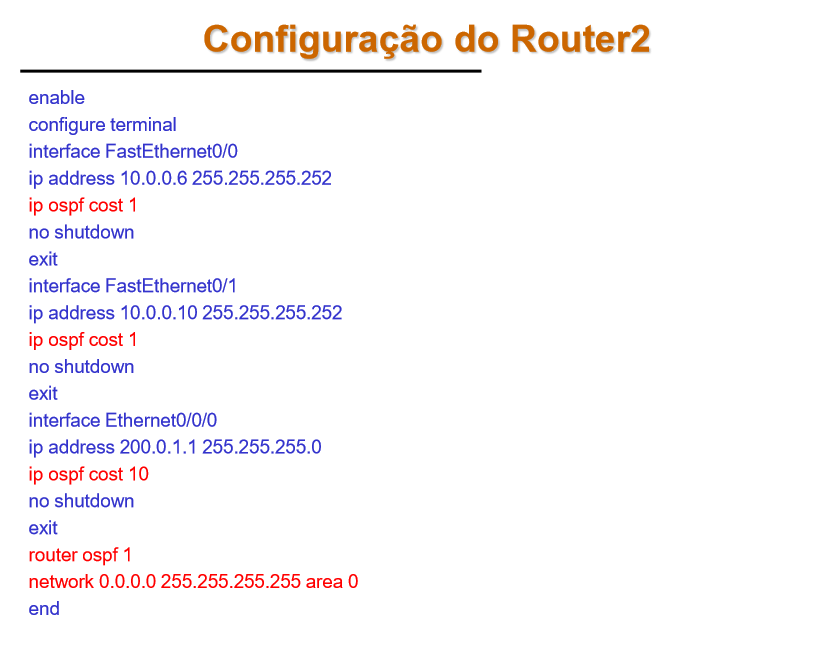 Configuração do Router2
enable
configure terminal
interface FastEthernet0/0
ip address 10.0.0.6 255.255.255.252
ip ospf cost 1
no shutdown
exit
interface FastEthernet0/1
ip address 10.0.0.10 255.255.255.252
ip ospf cost 1
no shutdown
exit
interface Ethernet0/0/0
ip address 200.0.1.1 255.255.255.0
ip ospf cost 10
no shutdown
exit
router ospf 1
network 0.0.0.0 255.255.255.255 area 0
end